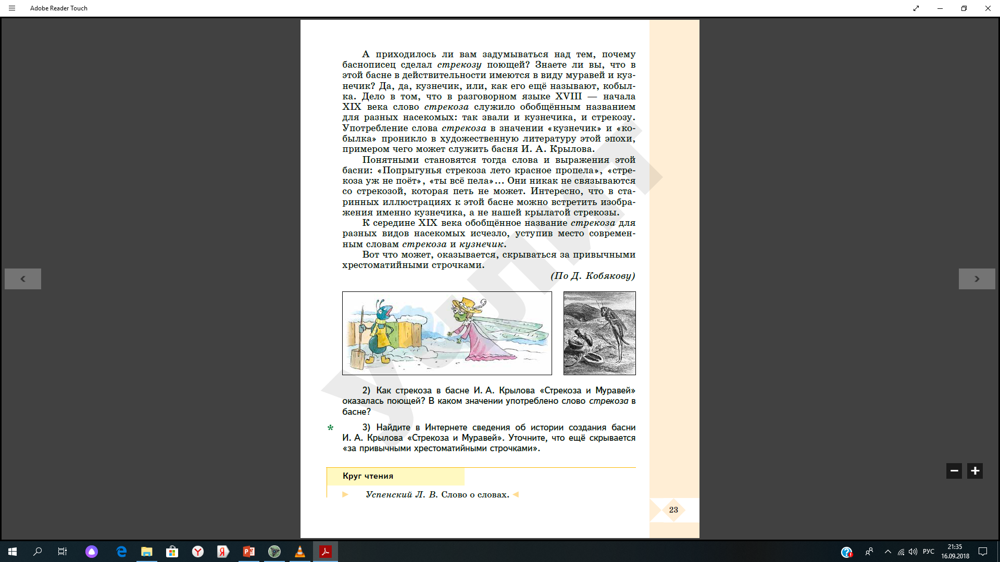 Adobe Reader Touch
А приходилось ли вам задумываться над тем, почему
баснописец сделал стрекозу поющей? Знаете ли вы, что в
этой басне в действительности имеются в виду муравей и куз-
нечик? Да, да, кузнечик, или, как его ещё называют, кобыл-
ка. Дело в том, что в разговорном языке XVIII — начала
XIX века слово стрекоза служило обобщённым названием
для разных насекомых: так звали и кузнечика, и стрекозу.
Употребление слова стрекоза в значении «кузнечик» и «ко-
былка» проникло в художественную литературу этой эпохи,
примером чего может служить басня И. А. Крылова.
Понятными становятся тогда слова и выражения этой
басни: «Попрыгунья стрекоза лето красное пропела», «стре-
коза уж не поёт», «ты всё пела»... Они никак не связываются
со стрекозой, которая петь не может. Интересно, что в ста-
ринных иллюстрациях к этой басне можно встретить изобра-
жения именно кузнечика, а не нашей крылатой стрекозы.
К середине XIX века обобщённое название стрекоза для
разных видов насекомых исчезло, уступив место современ-
ным словам стрекоза и кузнечик.
Вот что может, оказывается, скрываться за привычными
хрестоматийными строчками.
(По Д. Кобякову)
2) Как стрекоза в басне И. А. Крылова «Стрекоза и Муравей»
оказалась поющей? В каком значении употреблено слово стрекоза в
басне?
* 3) Найдите в Интернете сведения об истории создания басни
И. А. Крылова «Стрекоза и Муравей». Уточните, что ещё скрывается
«за привычными хрестоматийными строчками».
Круг чтения
Успенский Л. В. Слово о словах.
23
УЧЛИТ
РУС
21:35
16.09.2018